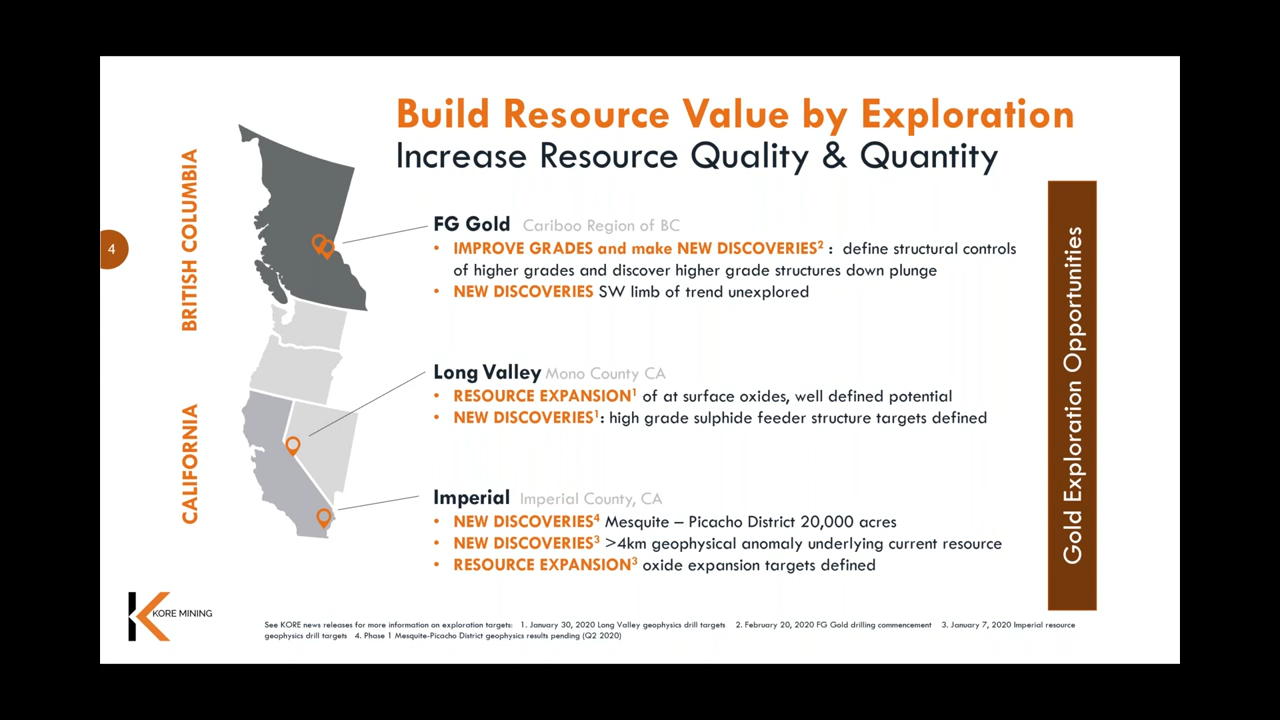 Build Resource Value by Exploration
Increase Resource Quality & Quantity
BRITISH COLUMBIA
4
FG Gold Cariboo Region of BC
• IMPROVE GRADES and make NEW DISCOVERIES² : define structural controls
of higher grades and discover higher grade structures down plunge
• NEW DISCOVERIES SW limb of trend unexplored
Long Valley Mono County CA
• RESOURCE EXPANSION¹ of at surface oxides, well defined potential
• NEW DISCOVERIES¹: high grade sulphide feeder structure targets defined
CALIFORNIA
Imperial Imperial County, CA
• NEW DISCOVERIES⁴ Mesquite – Picacho District 20,000 acres
• NEW DISCOVERIES³ >4km geophysical anomaly underlying current resource
• RESOURCE EXPANSION³ oxide expansion targets defined
Gold Exploration Opportunities
KORE MINING
See KORE news releases for more information on exploration targets: 1. January 30, 2020 Long Valley geophysics drill targets 2. February 20, 2020 FG Gold drilling commencement 3. January 7, 2020 Imperial resource
geophysics drill targets 4. Phase 1 Mesquite-Picacho District geophysics results pending (Q2 2020)